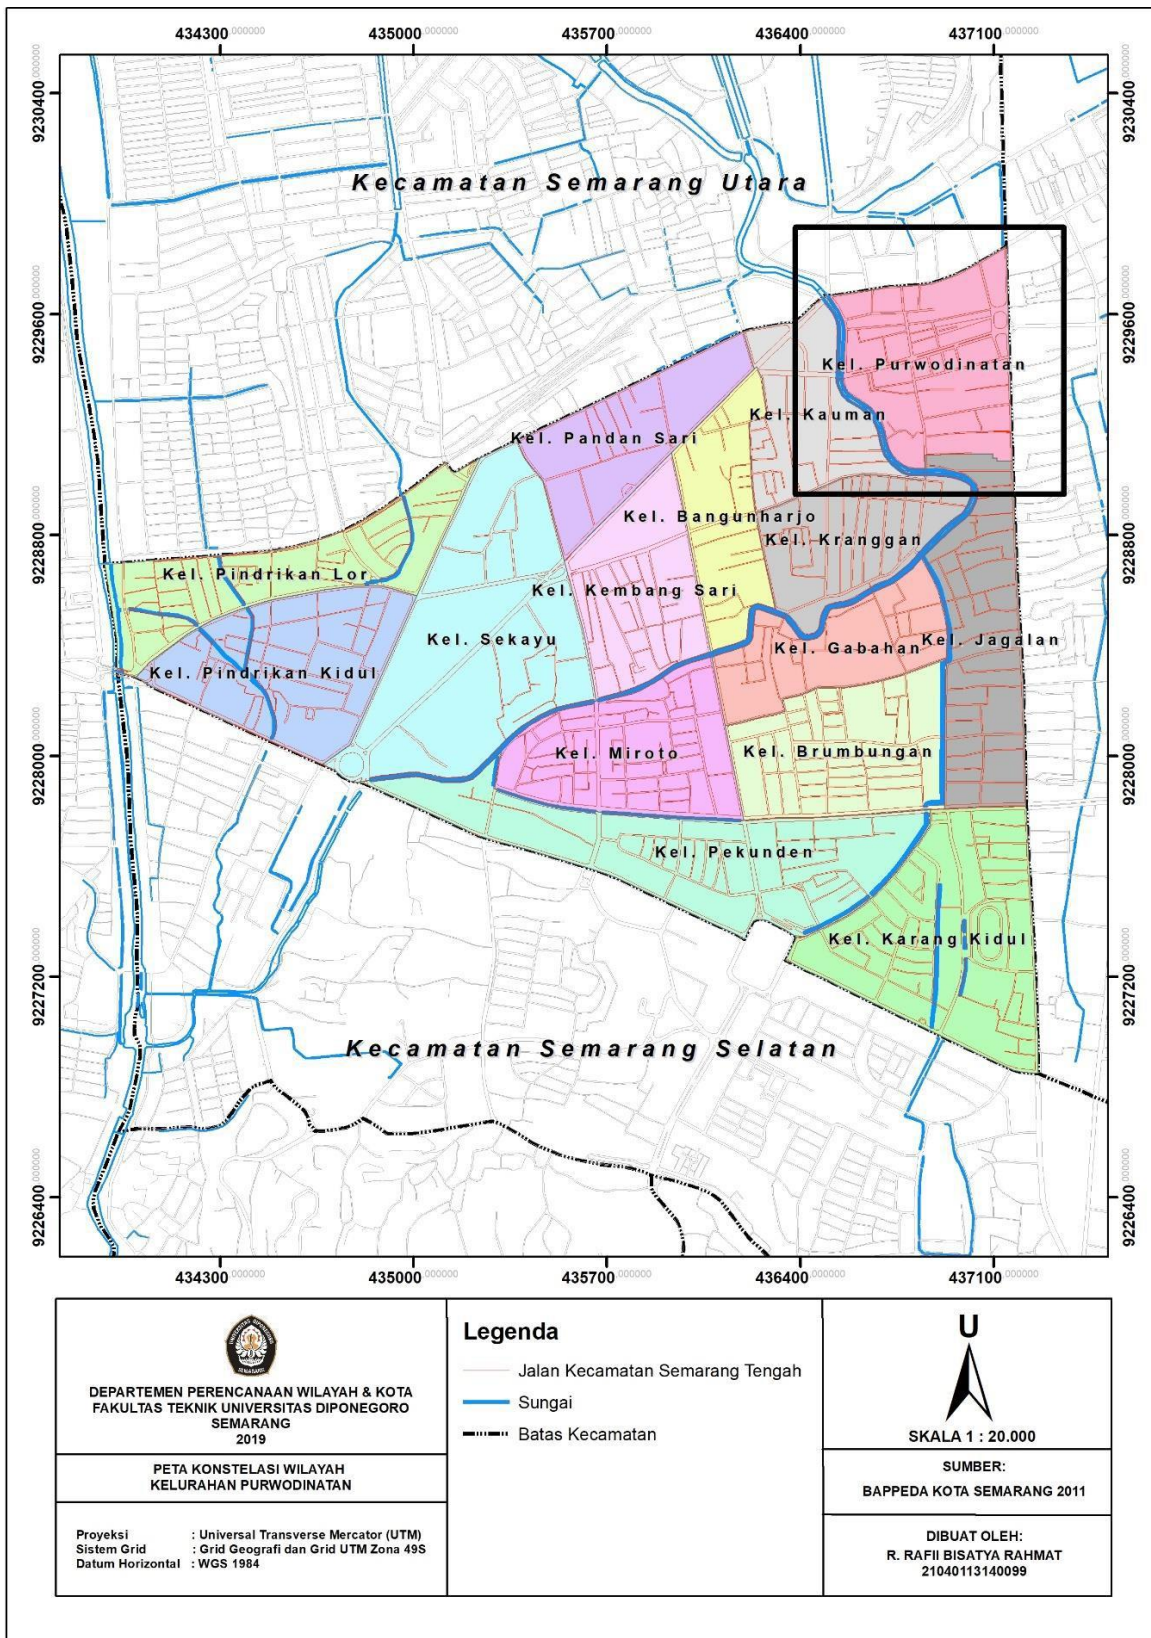 434300.000000 435000.000000 435700.000000 436400.000000 437100.000000
9230400.000000 9230400.000000
Kecamatan Semarang Utara
9229600.000000 9229600.000000
Kel. Purwodinatan
Kel. Kauman
Kel. Pandan Sari
Kel. Bangunharjo
Kel. Kranggan
9228800.000000 9228800.000000
Kel. Pindrikan Lor
Kel. Kembang Sari
Kel. Sekayu
Kel. Gabahan
Kel. Jagalan
Kel. Pindrikan Kidul
Kel. Miroto
Kel. Brumbungan
9228000.000000 9228000.000000
Kel. Pekunden
Kel. Karang Kidul
9227200.000000 9227200.000000
Kecamatan Semarang Selatan
9226400.000000 9226400.000000
434300.000000 435000.000000 435700.000000 436400.000000 437100.000000
UNIVERSITAS DIPONEGORO
SEMARANG
DEPARTEMEN PERENCANAAN WILAYAH & KOTA
FAKULTAS TEKNIK UNIVERSITAS DIPONEGORO
SEMARANG
2019
PETA KONSTELASI WILAYAH
KELURAHAN PURWODINATAN
Proyeksi : Universal Transverse Mercator (UTM)
Sistem Grid : Grid Geografi dan Grid UTM Zona 49S
Datum Horizontal : WGS 1984
Legenda
Jalan Kecamatan Semarang Tengah
Sungai
Batas Kecamatan
U
SKALA 1 : 20.000
SUMBER:
BAPPEDA KOTA SEMARANG 2011
DIBUAT OLEH:
R. RAFII BISATYA RAHMAT
21040113140099